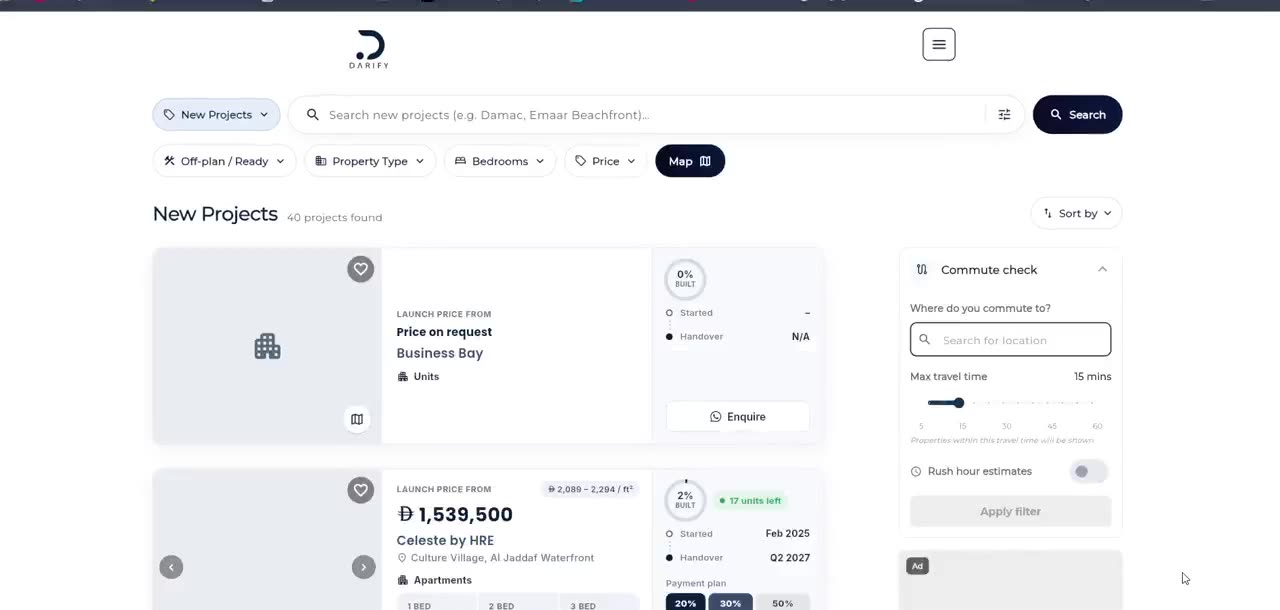 DARIFY
New Projects
Search new projects (e.g. Damac, Emaar Beachfront)...
Search
Off-plan / Ready
Property Type
Bedrooms
Price
Map
New Projects
40 projects found
Sort by
0%
BUILT
LAUNCH PRICE FROM
Price on request
Business Bay
Units
Started –
Handover N/A
Enquire
Commute check
Where do you commute to?
Search for location
Max travel time 15 mins
5 15 30 45 60
Properties within this travel time will be shown
Rush hour estimates
Apply filter
LAUNCH PRICE FROM
2,089 – 2,294 / ft²
1,539,500
Celeste by HRE
Culture Village, Al Jaddaf Waterfront
Apartments
1 BED 2 BED 3 BED
2%
BUILT
17 units left
Started Feb 2025
Handover Q2 2027
Payment plan
20% 30% 50%
Ad